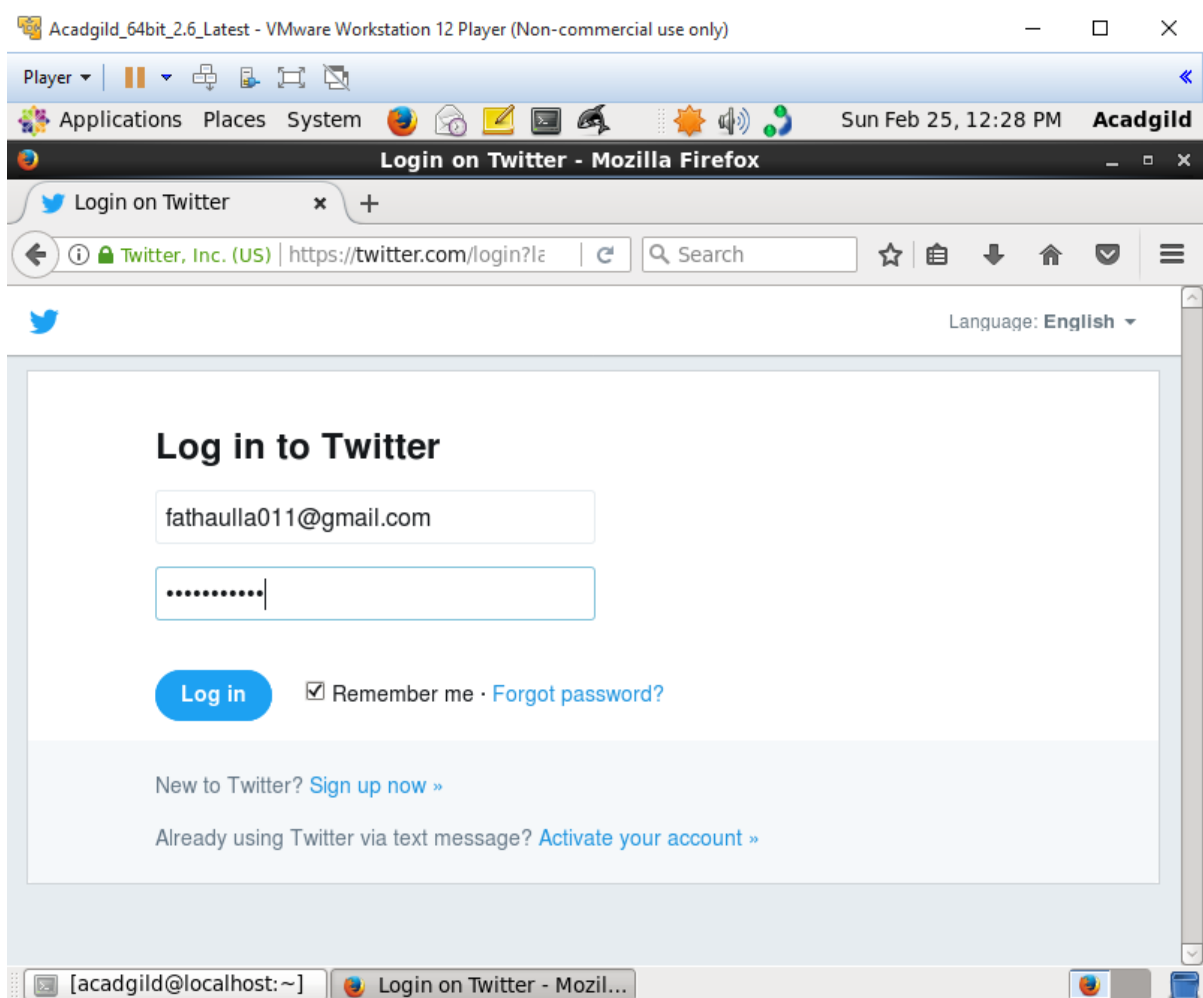 Acadgild_64bit_2.6_Latest - VMware Workstation 12 Player (Non-commercial use only)
Player
Applications Places System Sun Feb 25, 12:28 PM Acadgild
Login on Twitter - Mozilla Firefox
Login on Twitter
Twitter, Inc. (US) https://twitter.com/login?la Search
Language: English
Log in to Twitter
fathaulla011@gmail.com
•••••••••••
Log in Remember me · Forgot password?
New to Twitter? Sign up now »
Already using Twitter via text message? Activate your account »
[acadgild@localhost:~] Login on Twitter - Mozil...